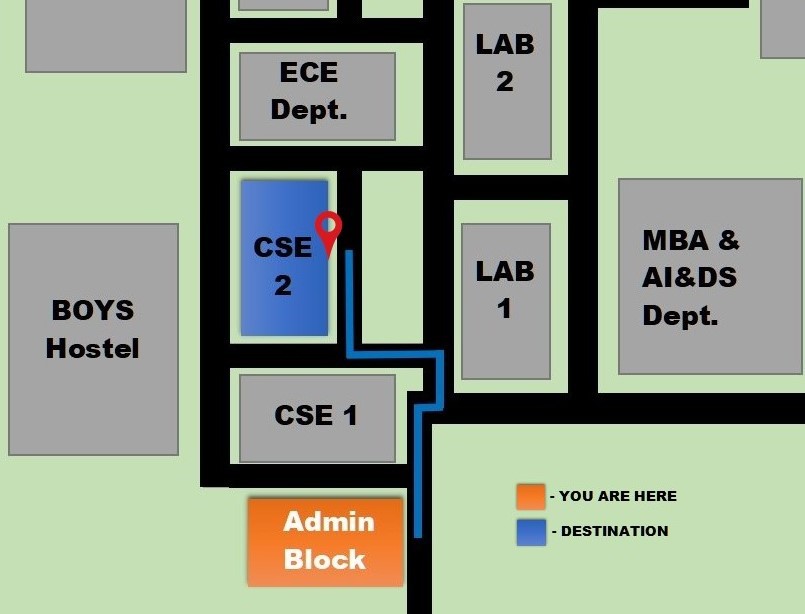 LAB
2
ECE
Dept.
CSE
2
MBA &
AI&DS
Dept.
LAB
1
BOYS
Hostel
CSE 1
- YOU ARE HERE
- DESTINATION
Admin
Block